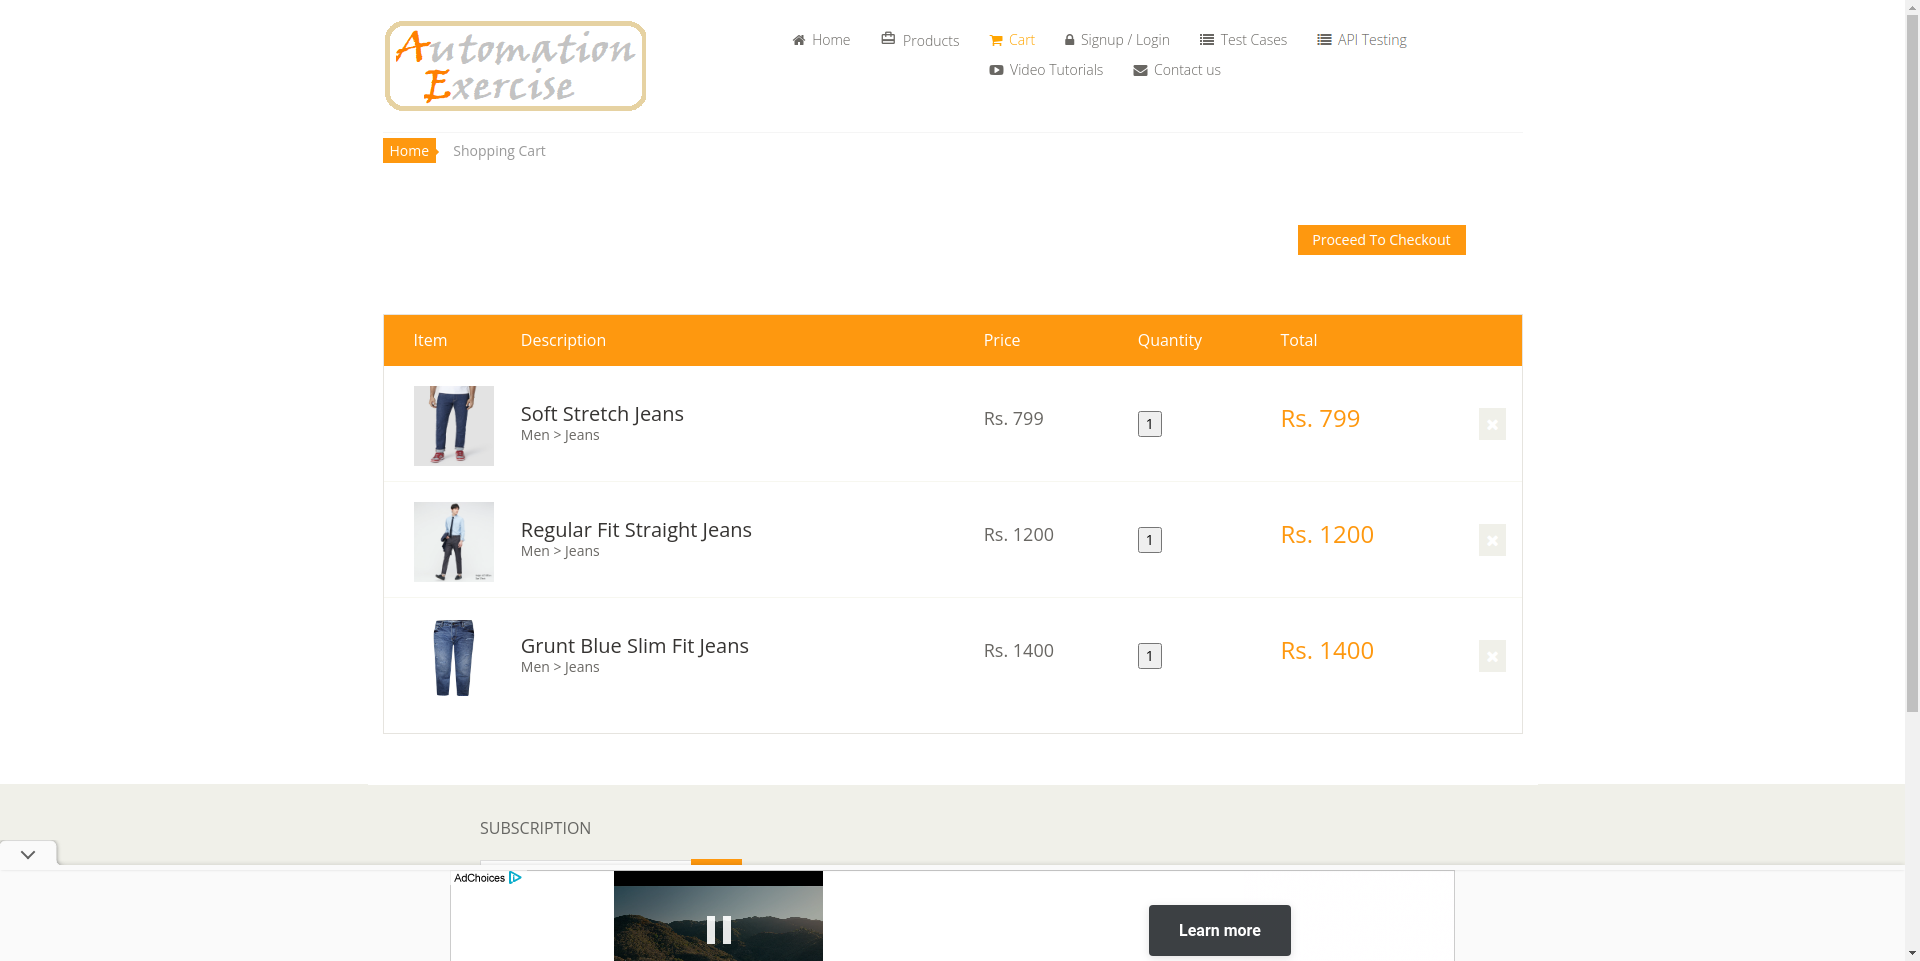 Automation
Exercise
Home
Products
Cart
Signup / Login
Test Cases
API Testing
Video Tutorials
Contact us
Home
Shopping Cart
Proceed To Checkout
Item Description Price Quantity Total
Soft Stretch Jeans
Men > Jeans
Rs. 799
1
Rs. 799
Regular Fit Straight Jeans
Men > Jeans
Rs. 1200
1
Rs. 1200
Grunt Blue Slim Fit Jeans
Men > Jeans
Rs. 1400
1
Rs. 1400
SUBSCRIPTION
AdChoices
Learn more